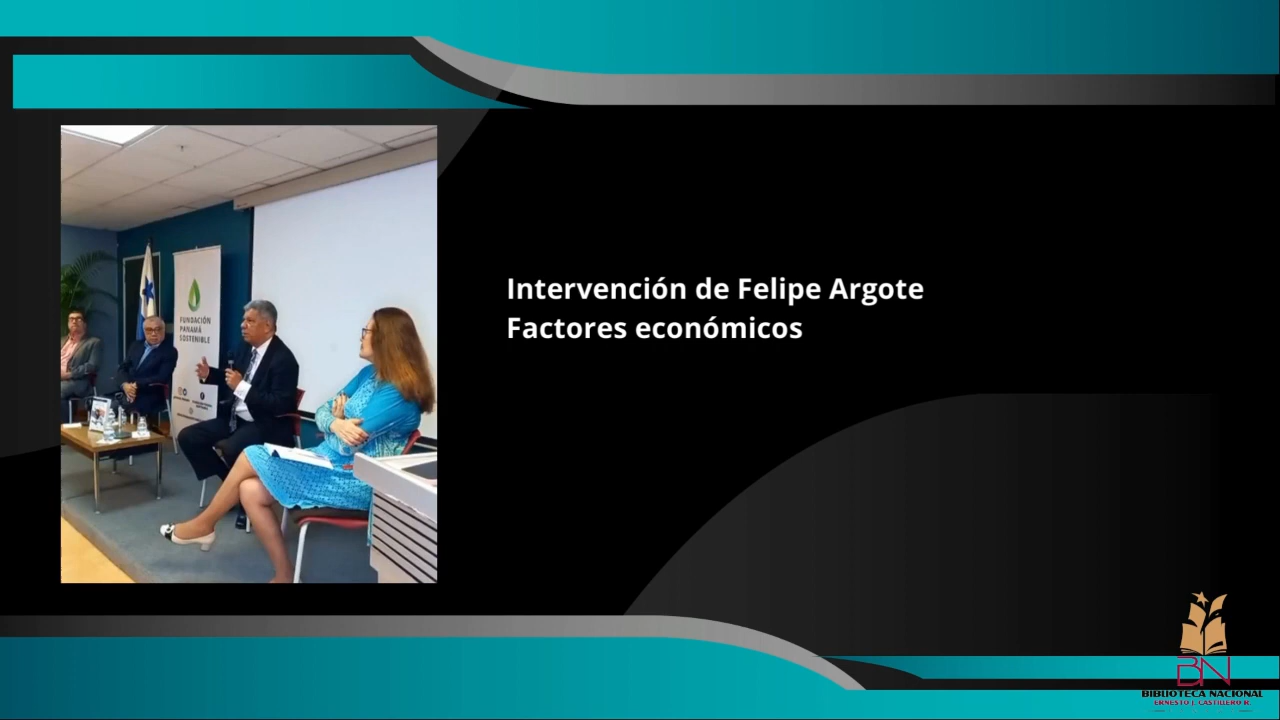 Intervención de Felipe Argote
Factores económicos
FUNDACIÓN
PANAMÁ
SOSTENIBLE
BN
BIBLIOTECA NACIONAL
ERNESTO J. CASTILLERO R.